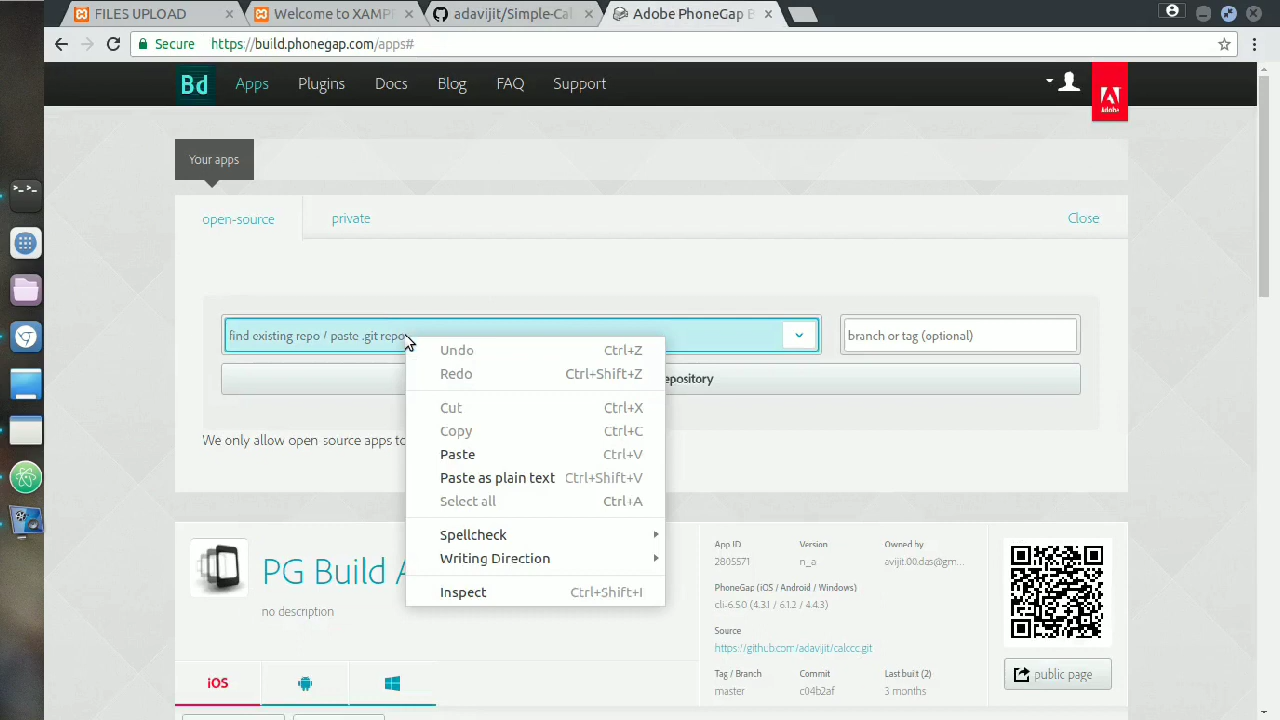 FILES UPLOAD
Welcome to XAMP
adavijit/Simple-Cal
Adobe PhoneGap B
Secure
https://build.phonegap.com/apps#
Bd
Apps
Plugins
Docs
Blog
FAQ
Support
Adobe
Your apps
open-source
private
Close
find existing repo / paste .git repo
branch or tag (optional)
epository
We only allow open source apps to
Undo Ctrl+Z
Redo Ctrl+Shift+Z
Cut Ctrl+X
Copy Ctrl+C
Paste Ctrl+V
Paste as plain text Ctrl+Shift+V
Select all Ctrl+A
Spellcheck
Writing Direction
Inspect Ctrl+Shift+I
PG Build A
no description
iOS
App ID
2805571
Version
n_a
Owned by
avijit.00.das@gm...
PhoneGap (iOS / Android / Windows)
cli-6.5.0 (4.3.1 / 6.1.2 / 4.4.3)
Source
https://github.com/adavijit/calccc.git
Tag / Branch
master
Commit
c04b2af
Last built (2)
3 months
public page